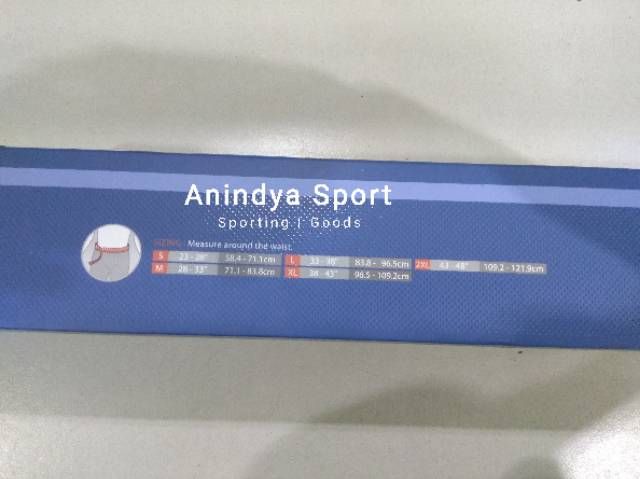 Anindya Sport
Sporting | Goods
SIZING Measure around the waist.
S 23 - 28" 58.4 - 71.1cm
M 28 - 33" 71.1 - 83.8cm
L 33 - 38" 83.8 - 96.5cm
XL 38 - 43" 96.5 - 109.2cm
2XL 43 - 48" 109.2 - 121.9cm